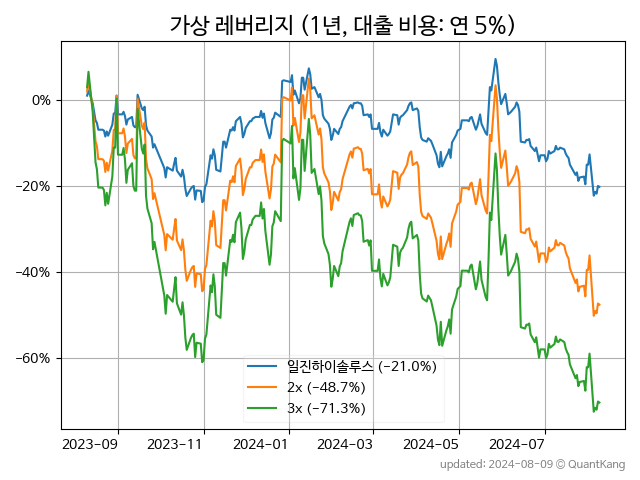 가상 레버리지 (1년, 대출 비용: 연 5%)
0%
−20%
−40%
−60%
일진하이솔루스 (−21.0%)
2x (−48.7%)
3x (−71.3%)
2023-09 2023-11 2024-01 2024-03 2024-05 2024-07
updated: 2024-08-09 © QuantKang